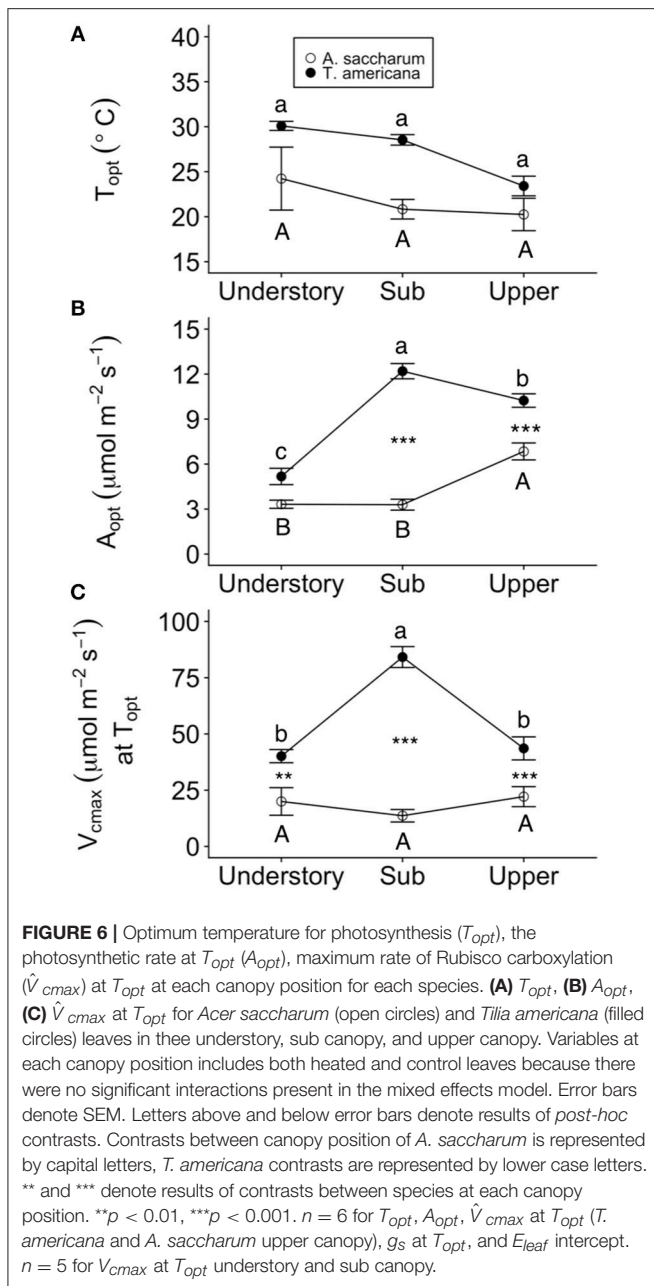 A
40
35
30
25
20
15
T_opt (° C)
A. saccharum
T. americana
a
a
a
A
A
A
Understory Sub Upper
B
15
12
9
6
3
0
A_opt (μmol m⁻² s⁻¹)
c
a
b
***
***
B
B
A
Understory Sub Upper
C
100
75
50
25
0
V_cmax (μmol m⁻² s⁻¹)
at T_opt
b
a
b
**
***
***
A
A
A
Understory Sub Upper
FIGURE 6 | Optimum temperature for photosynthesis (T_opt), the
photosynthetic rate at T_opt (A_opt), maximum rate of Rubisco carboxylation
(V̂ cmax) at T_opt at each canopy position for each species. (A) T_opt, (B) A_opt,
(C) V̂ cmax at T_opt for Acer saccharum (open circles) and Tilia americana (filled
circles) leaves in thee understory, sub canopy, and upper canopy. Variables at
each canopy position includes both heated and control leaves because there
were no significant interactions present in the mixed effects model. Error bars
denote SEM. Letters above and below error bars denote results of post-hoc
contrasts. Contrasts between canopy position of A. saccharum is represented
by capital letters, T. americana contrasts are represented by lower case letters.
** and *** denote results of contrasts between species at each canopy
position. **p < 0.01, ***p < 0.001. n = 6 for T_opt, A_opt, V̂ cmax at T_opt (T.
americana and A. saccharum upper canopy), g_s at T_opt, and E_leaf intercept.
n = 5 for V_cmax at T_opt understory and sub canopy.